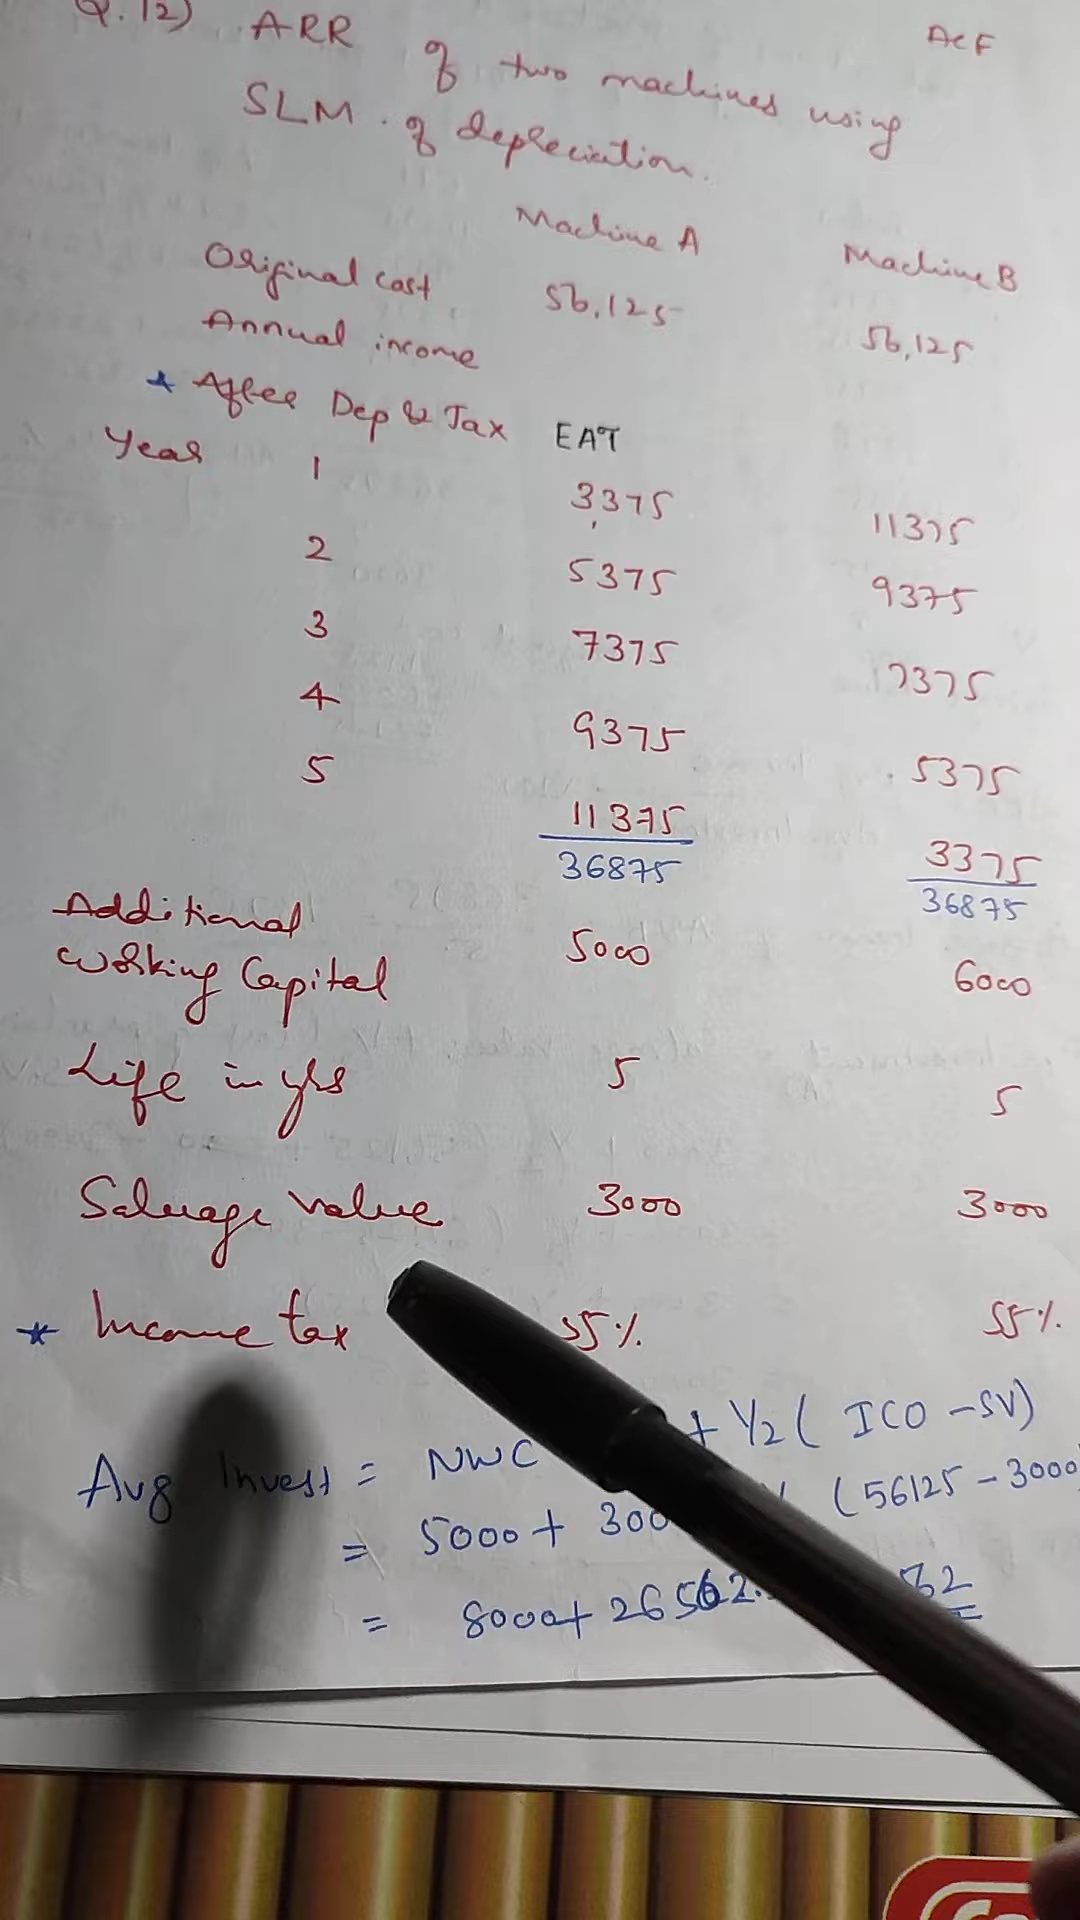 Q.12) ARR of two machines using ACF
SLM. of depreciation.
Machine A Machine B
Original cost 56,125 56,125
Annual income
* After Dep & Tax EAT
Year 1 3375 11375
2 5375 9375
3 7375 7375
4 9375 5375
5 11375 3375
36875 36875
Additional
Working Capital 5000 6000
Life in yrs 5 5
Salvage Value 3000 3000
* Income tax 55% 55%
Avg Invest = NWC + 1/2 ( ICO - SV)
= 5000 + 300 (56125 - 3000
= 8000 + 26562. 62